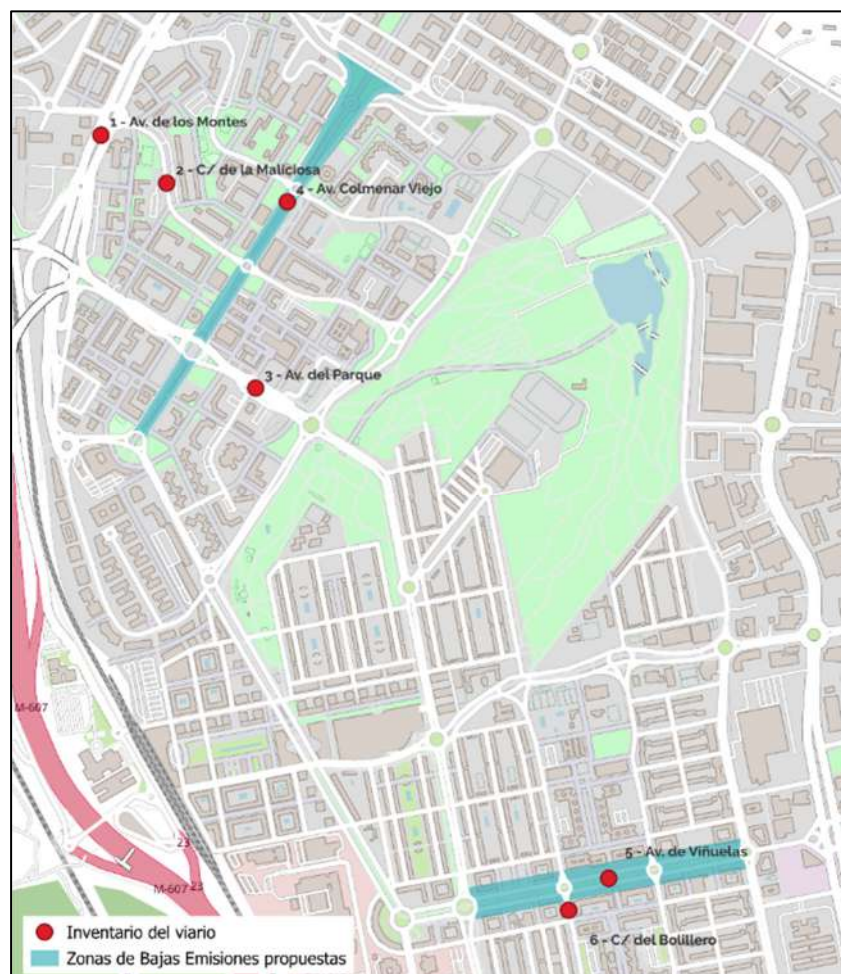 1 - Av. de los Montes
2 - C/ de la Maliciosa
4 - Av. Colmenar Viejo
3 - Av. del Parque
M-607
23
M-607
23
5 - Av. de Viñuelas
6 - C/ del Bolillero
Inventario del viario
Zonas de Bajas Emisiones propuestas